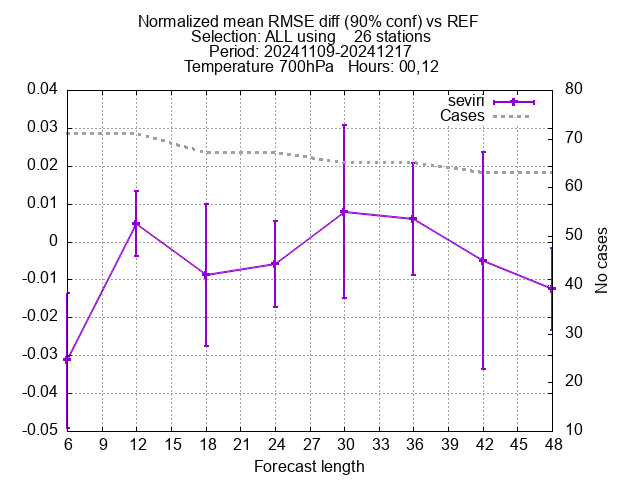 Normalized mean RMSE diff (90% conf) vs REF
Selection: ALL using    26 stations
Period: 20241109-20241217
Temperature 700hPa   Hours: 00,12
seviri
Cases
0.04
0.03
0.02
0.01
0
-0.01
-0.02
-0.03
-0.04
-0.05
80
70
60
50
40
30
20
10
No cases
6 9 12 15 18 21 24 27 30 33 36 39 42 45 48
Forecast length